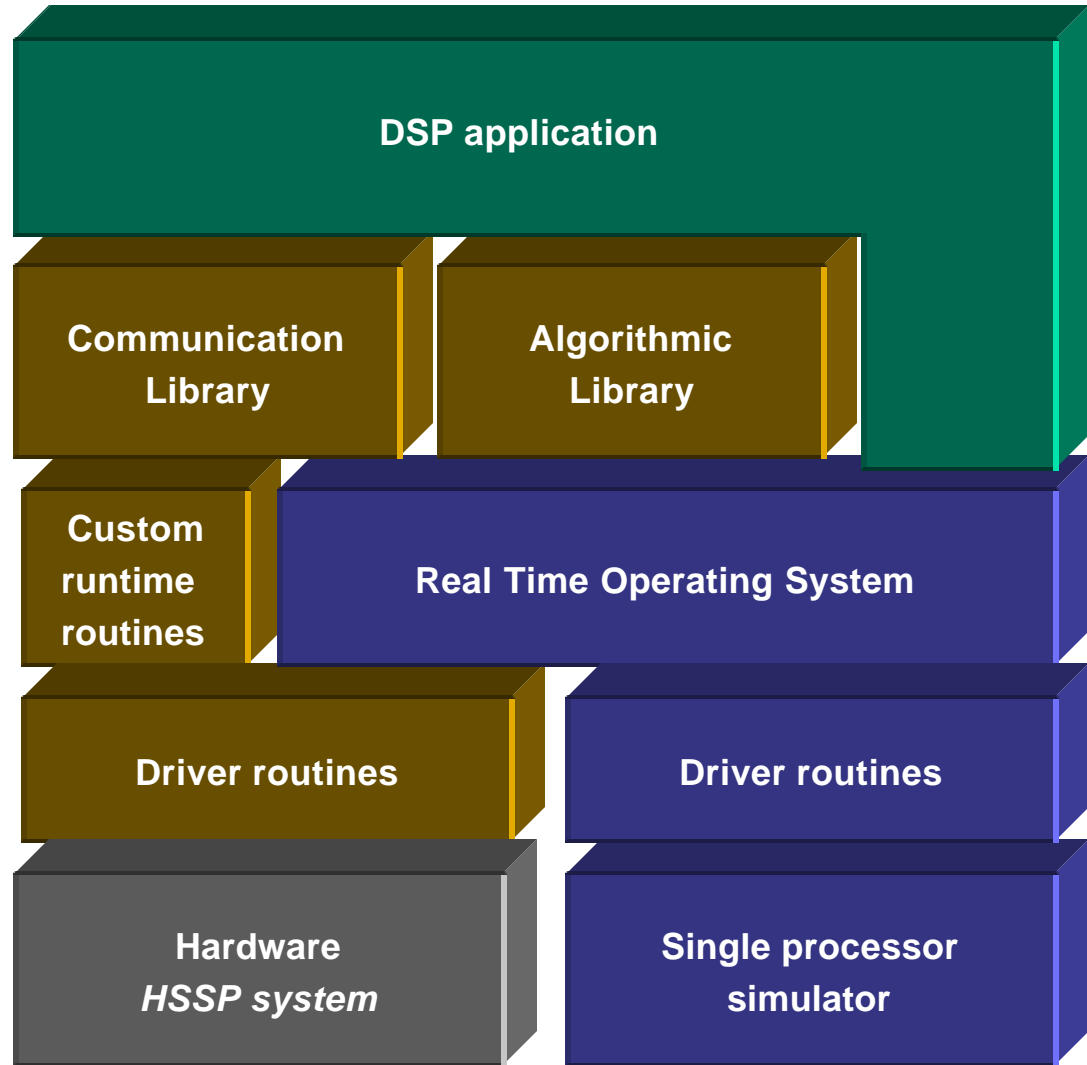 DSP application
Communication
Library
Algorithmic
Library
Custom
runtime
routines
Real Time Operating System
Driver routines
Driver routines
Hardware
HSSP system
Single processor
simulator